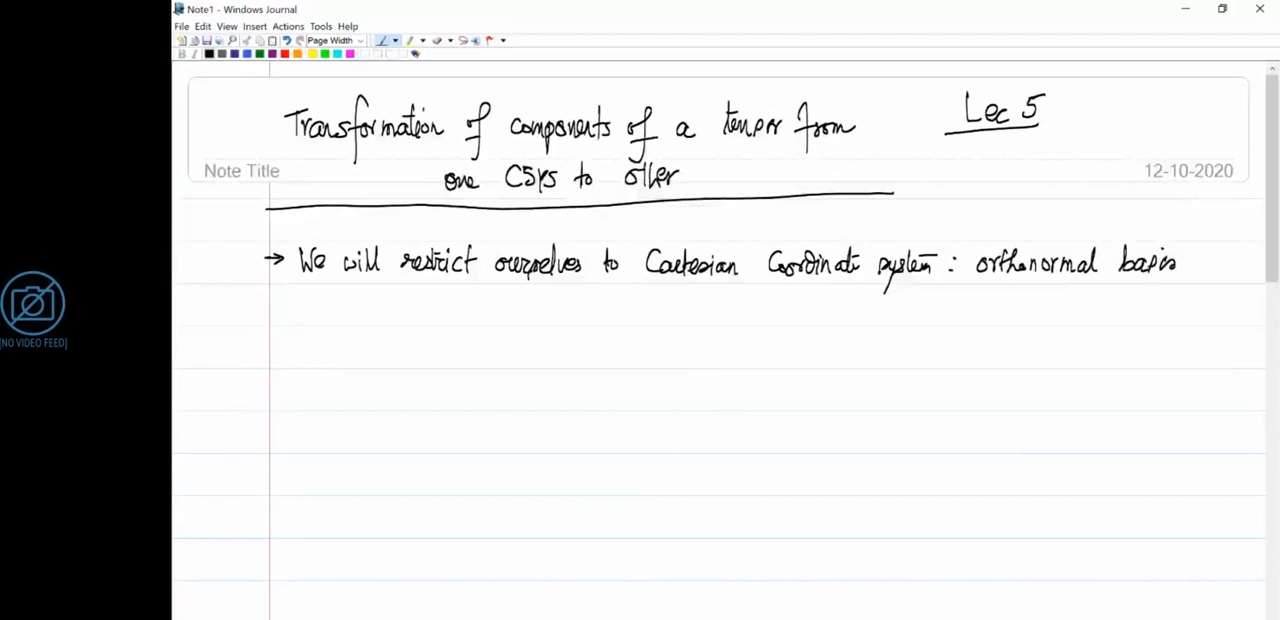 Note1 - Windows Journal
File Edit View Insert Actions Tools Help
Page Width
B I
Transformation of components of a tensor from
one CSYS to other
Lec 5
Note Title
12-10-2020
→ We will restrict ourselves to Cartesian Coordinate system : orthonormal basis
[NO VIDEO FEED]